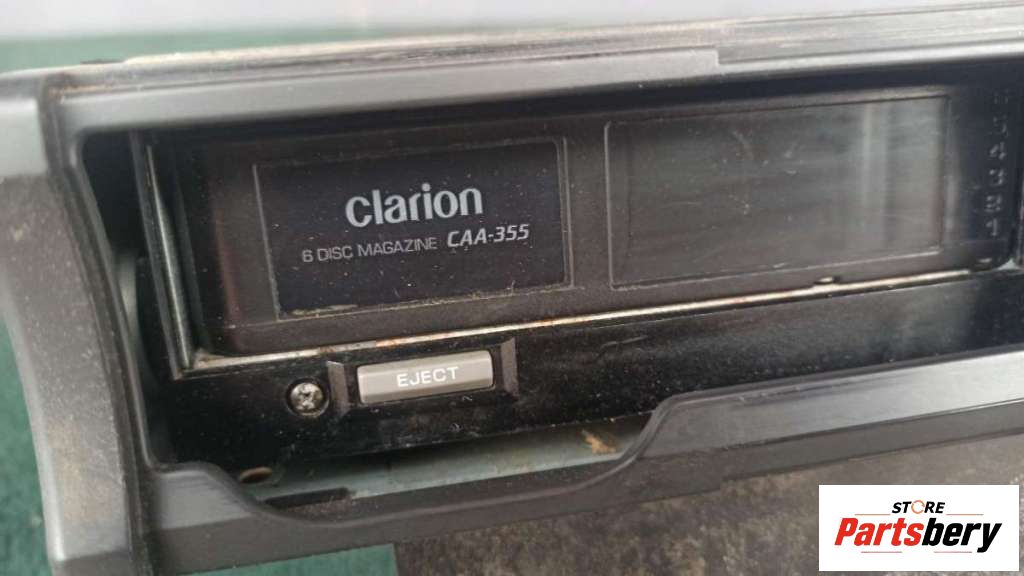 clarion
6 DISC MAGAZINE CAA-355
EJECT
STORE
Partsbery